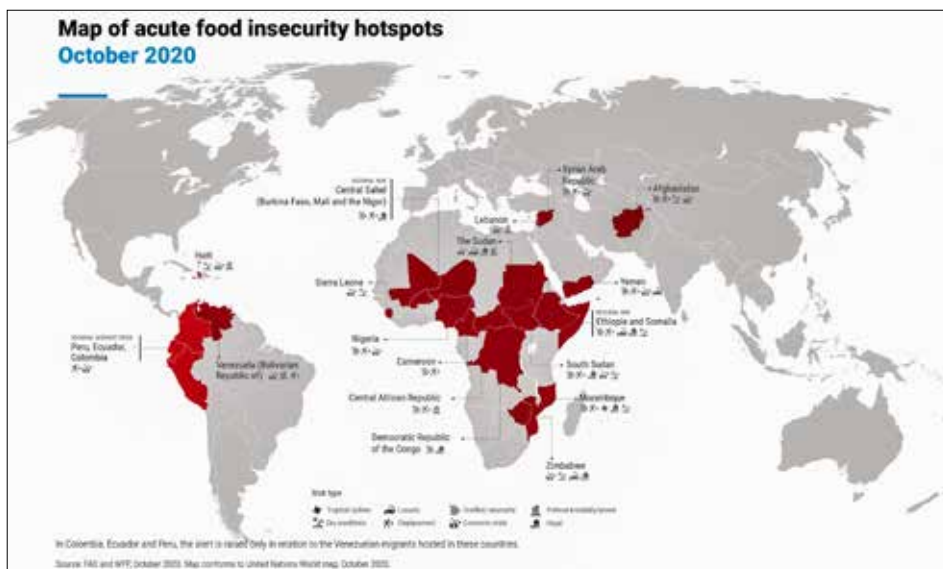 Map of acute food insecurity hotspots
October 2020
Central Sahel
(Burkina Faso, Mali and the Niger)
Syrian Arab
Republic
Afghanistan
Lebanon
The Sudan
Haiti
Sierra Leone
Yemen
Ethiopia and Somalia
Peru, Ecuador,
Colombia
Venezuela (Bolivarian
Republic of)
Nigeria
Cameroon
South Sudan
Central African Republic
Mozambique
Democratic Republic
of the Congo
Zimbabwe
Risk type
Tropical cyclone
Locusts
Political instability/unrest
Dry conditions
Displacement
Economic crisis
In Colombia, Ecuador and Peru, the alert is raised only in relation to the Venezuelan migrants hosted in these countries.
Source: FAO and WFP, October 2020. Map conforms to United Nations World map, October 2020.